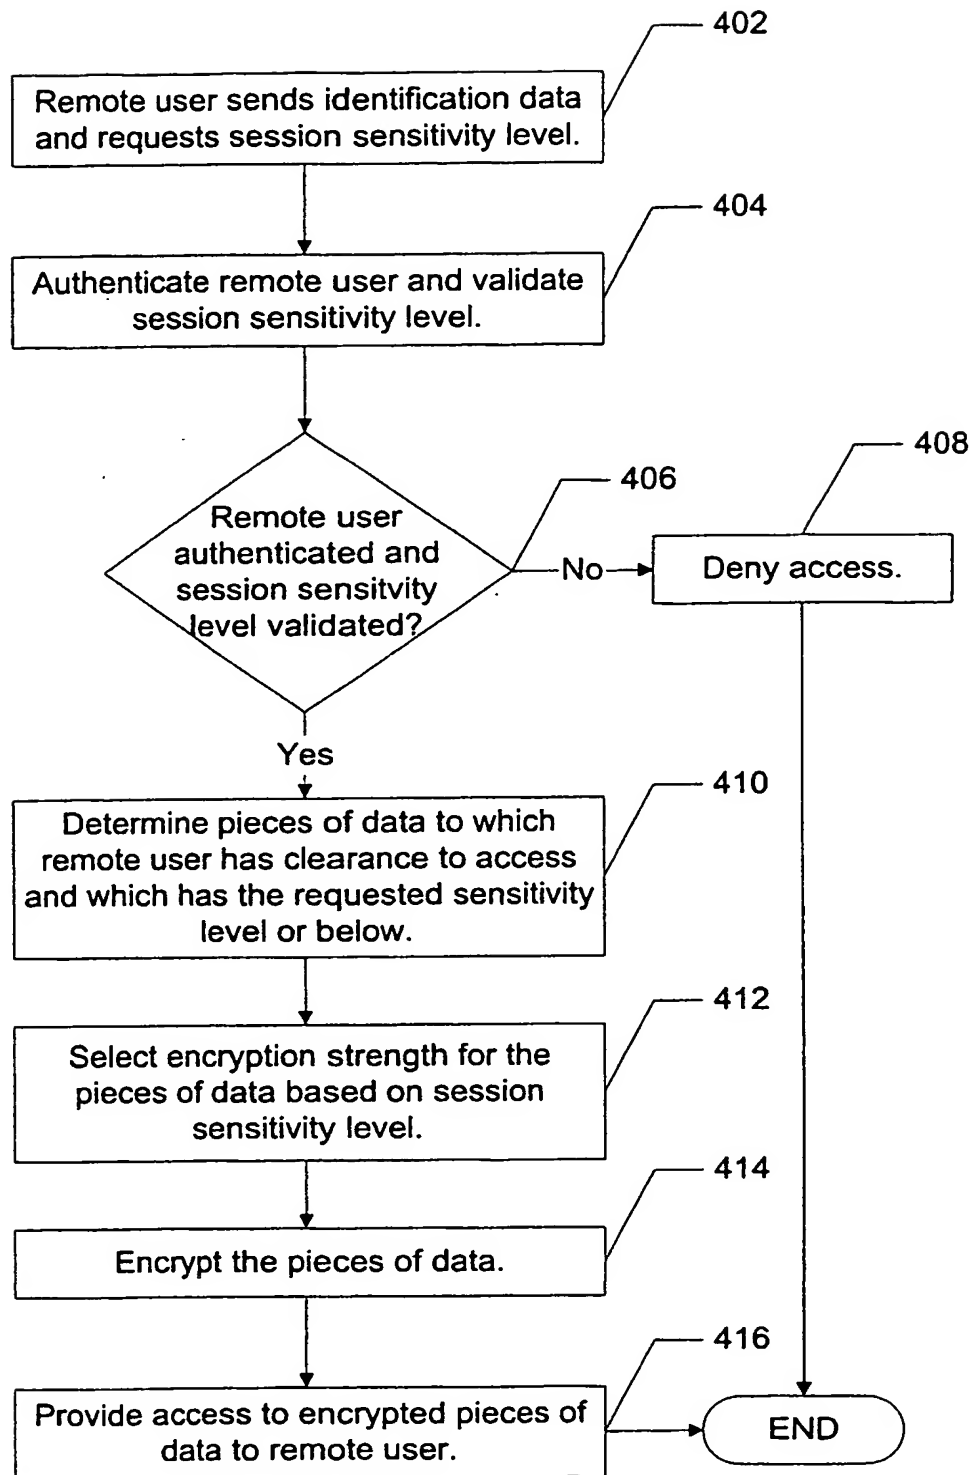 402
Remote user sends identification data
and requests session sensitivity level.
404
Authenticate remote user and validate
session sensitivity level.
408
406
Remote user
authenticated and
session sensitvity
level validated?
No
Deny access.
Yes
410
Determine pieces of data to which
remote user has clearance to access
and which has the requested sensitivity
level or below.
412
Select encryption strength for the
pieces of data based on session
sensitivity level.
414
Encrypt the pieces of data.
416
Provide access to encrypted pieces of
data to remote user.
END